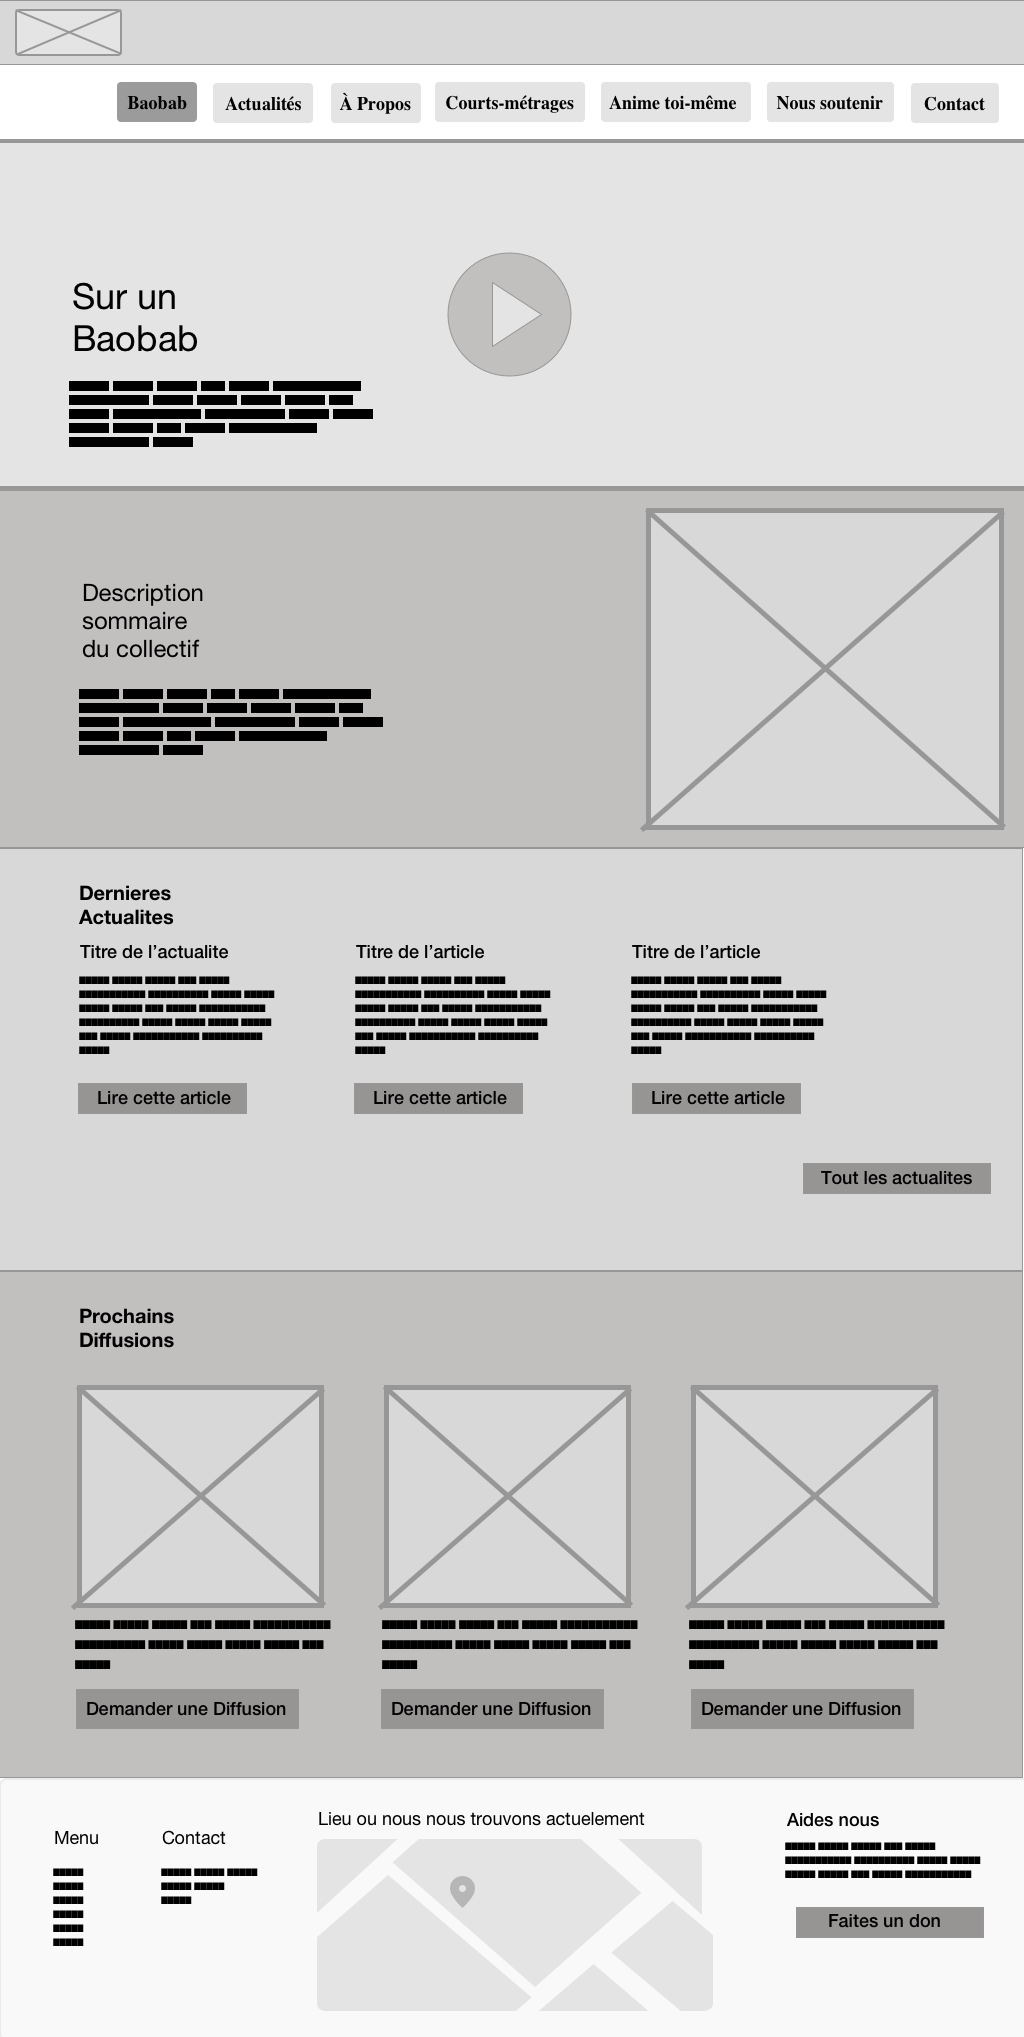 Baobab Actualités À Propos Courts-métrages Anime toi-même Nous soutenir Contact
Sur un
Baobab
Description
sommaire
du collectif
Dernieres
Actualites
Titre de l’actualite Titre de l’article Titre de l’article
Lire cette article Lire cette article Lire cette article
Tout les actualites
Prochains
Diffusions
Demander une Diffusion Demander une Diffusion Demander une Diffusion
Lieu ou nous nous trouvons actuelement Aides nous
Menu Contact
Faites un don